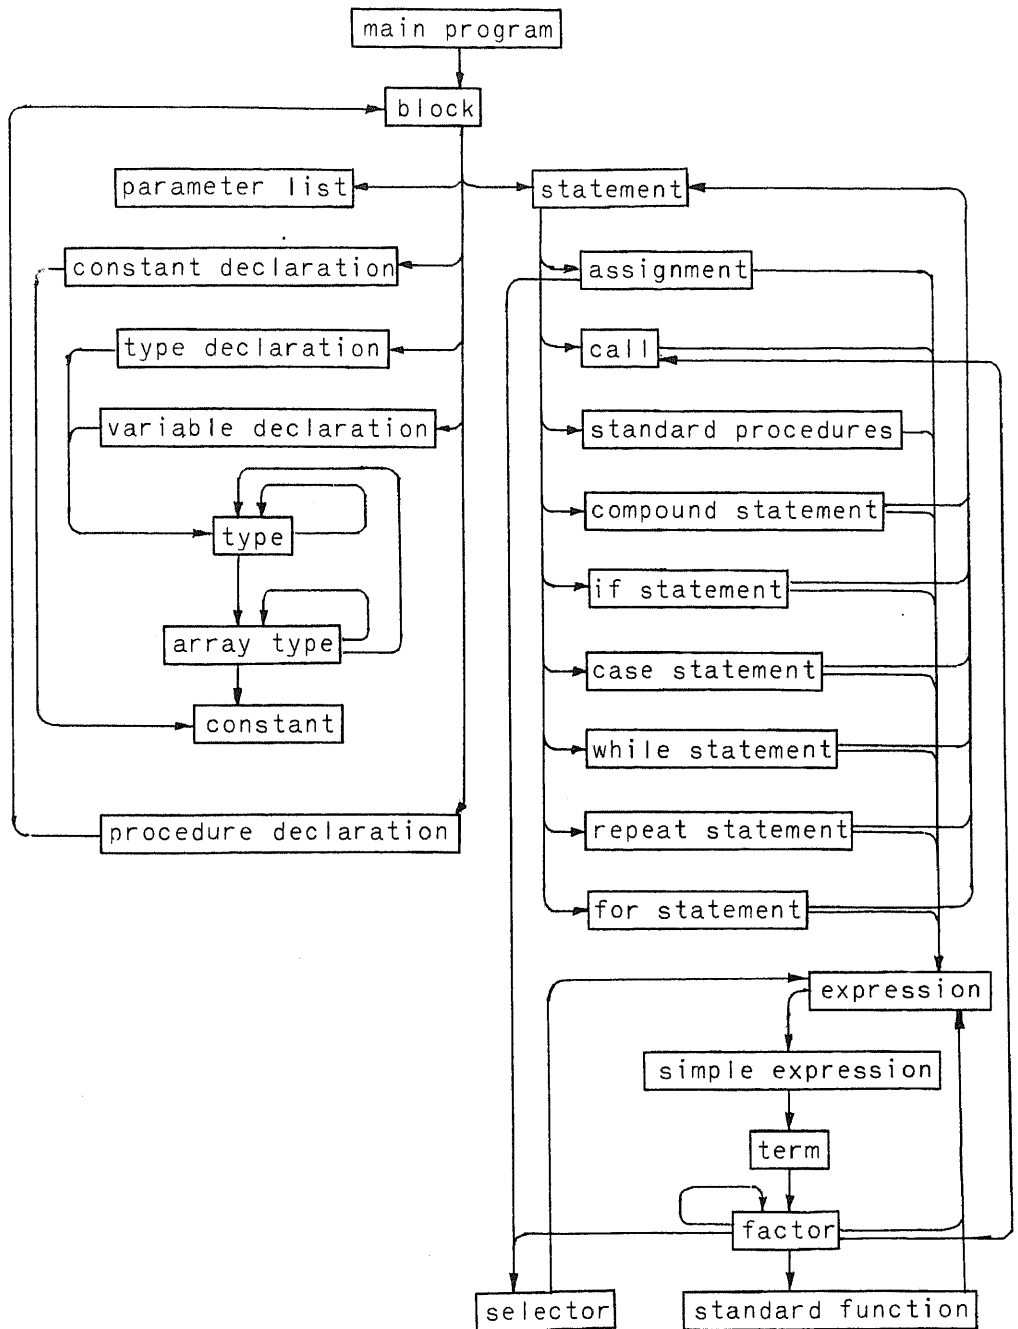 main program
block
parameter list
statement
constant declaration
assignment
type declaration
call
variable declaration
standard procedures
compound statement
type
if statement
array type
case statement
constant
while statement
procedure declaration
repeat statement
for statement
expression
simple expression
term
factor
selector
standard function